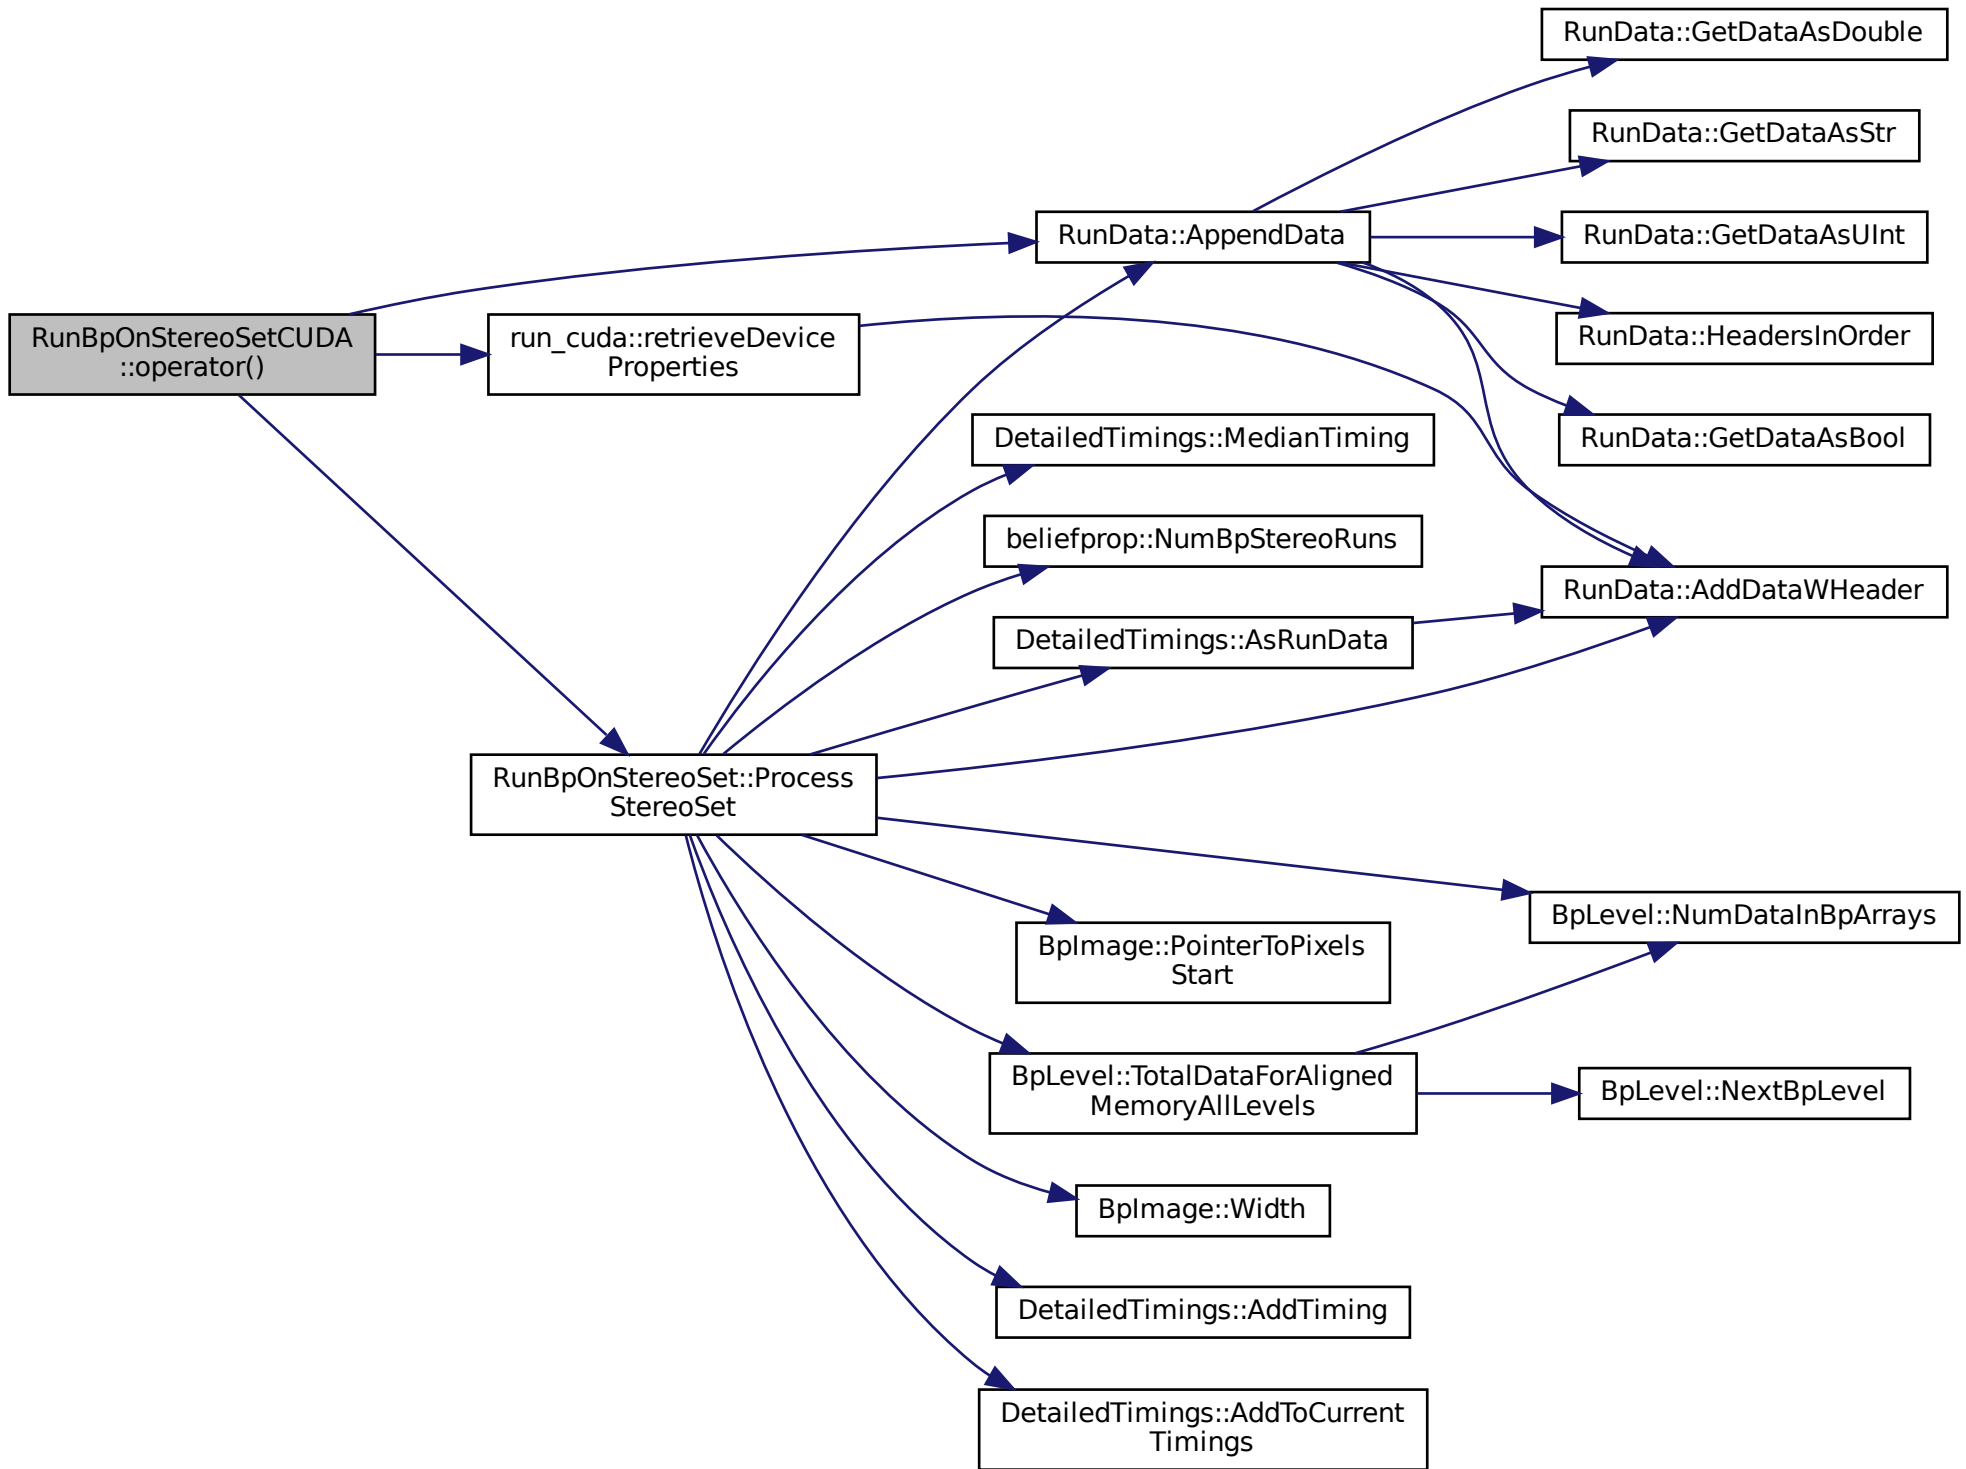 RunBpOnStereoSetCUDA
::operator()
run_cuda::retrieveDevice
Properties
RunBpOnStereoSet::Process
StereoSet
RunData::AppendData
DetailedTimings::MedianTiming
beliefprop::NumBpStereoRuns
DetailedTimings::AsRunData
BpImage::PointerToPixels
Start
BpLevel::TotalDataForAligned
MemoryAllLevels
BpImage::Width
DetailedTimings::AddTiming
DetailedTimings::AddToCurrent
Timings
RunData::GetDataAsDouble
RunData::GetDataAsStr
RunData::GetDataAsUInt
RunData::HeadersInOrder
RunData::GetDataAsBool
RunData::AddDataWHeader
BpLevel::NumDataInBpArrays
BpLevel::NextBpLevel